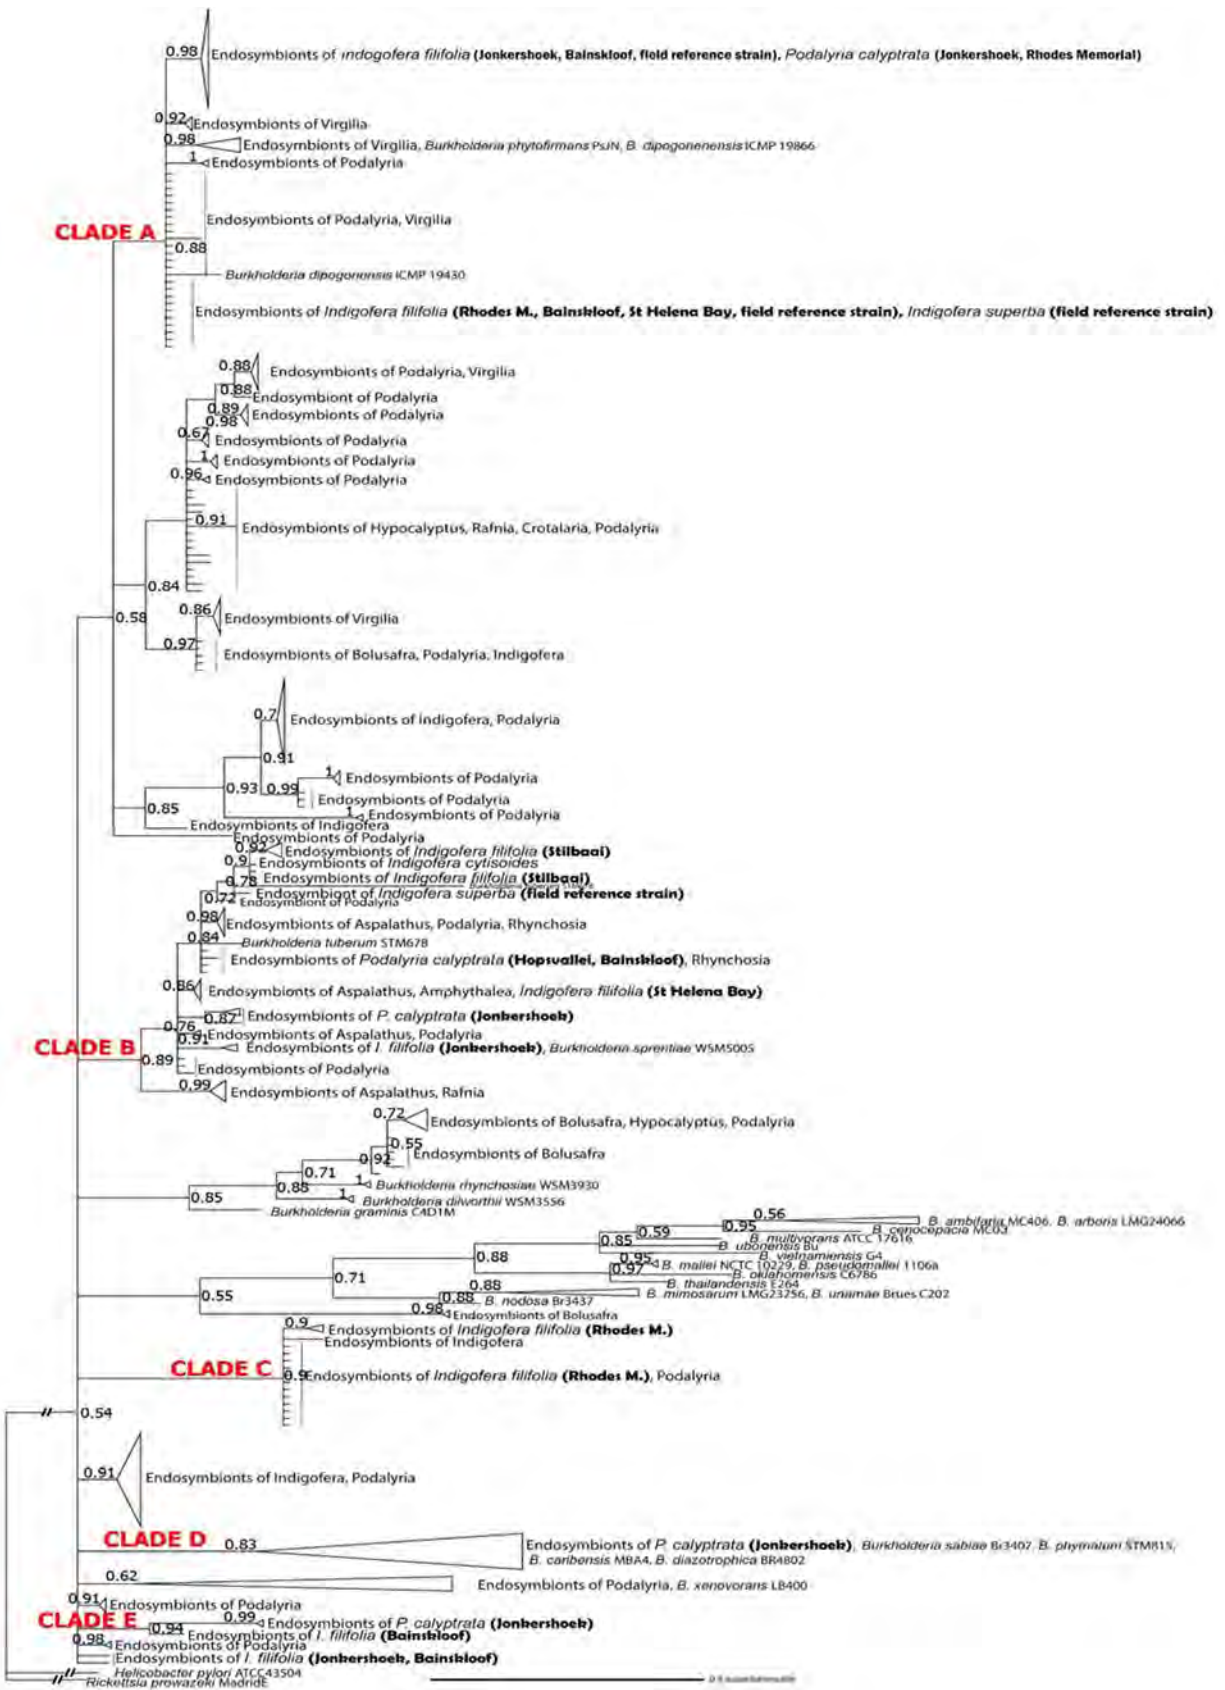 0.98
Endosymbionts of Indogofera filifolia (Jonkershoek, Bainskloof, field reference strain), Podalyria calyptrata (Jonkershoek, Rhodes Memorial)
0.92 Endosymbionts of Virgilia
0.98 Endosymbionts of Virgilia, Burkholderia phytofirmans PsJN, B. dipogonenensis ICMP 19866
1 Endosymbionts of Podalyria
Endosymbionts of Podalyria, Virgilia
CLADE A
0.88
Burkholderia dipogonensis ICMP 19430
Endosymbionts of Indigofera filifolia (Rhodes M., Bainskloof, St Helena Bay, field reference strain), Indigofera superba (field reference strain)
0.88 Endosymbionts of Podalyria, Virgilia
0.88 Endosymbiont of Podalyria
0.89
0.98 Endosymbionts of Podalyria
0.67 Endosymbionts of Podalyria
1 Endosymbionts of Podalyria
0.96 Endosymbionts of Podalyria
0.91 Endosymbionts of Hypocalyptus, Rafnia, Crotalaria, Podalyria
0.84
0.58
0.86 Endosymbionts of Virgilia
0.97 Endosymbionts of Bolusafra, Podalyria, Indigofera
0.7 Endosymbionts of Indigofera, Podalyria
0.91
1 Endosymbionts of Podalyria
0.93 0.99
Endosymbionts of Podalyria
0.85
1 Endosymbionts of Podalyria
Endosymbionts of Indigofera
Endosymbionts of Podalyria
0.92 Endosymbionts of Indigofera filifolia (Stilbaai)
0.9 Endosymbionts of Indigofera cytisoides
0.78 Endosymbionts of Indigofera filifolia (Stilbaai)
Endosymbiont of Indigofera superba (field reference strain)
0.72 Endosymbiont of Podalyria
0.98 Endosymbionts of Aspalathus, Podalyria, Rhynchosia
0.84 Burkholderia tuberum STM678
Endosymbionts of Podalyria calyptrata (Hopsvallei, Bainskloof), Rhynchosia
0.86 Endosymbionts of Aspalathus, Amphythalea, Indigofera filifolia (St Helena Bay)
0.87 1 Endosymbionts of P. calyptrata (Jonkershoek)
0.76 Endosymbionts of Aspalathus, Podalyria
CLADE B 0.91 Endosymbionts of I. filifolia (Jonkershoek), Burkholderia sprentiae WSM5005
0.89
Endosymbionts of Podalyria
0.99 Endosymbionts of Aspalathus, Rafnia
0.72 Endosymbionts of Bolusafra, Hypocalyptus, Podalyria
0.55
0.92 Endosymbionts of Bolusafra
0.71
0.88 1 Burkholderia rhynchosiae WSM3930
0.85 1 Burkholderia dilworthii WSM3556
Burkholderia graminis C4D1M
0.56 B. ambifaria MC406, B. arboris LMG24066
0.59 0.95 B. cenocepacia MC03
0.85 B. multivorans ATCC 17616
B. ubonensis Bu
0.88 B. vietnamiensis G4
0.95 B. mallei NCTC 10229, B. pseudomallei 1106a
0.97 B. oklahomensis C6786
0.71 B. thailandensis E264
0.88 B. mimosarum LMG23256, B. unamae Brues C202
0.55 0.88 B. nodosa Br3437
0.98 Endosymbionts of Bolusafra
0.9 Endosymbionts of Indigofera filifolia (Rhodes M.)
Endosymbionts of Indigofera
CLADE C 0.9 Endosymbionts of Indigofera filifolia (Rhodes M.), Podalyria
0.54
0.91 Endosymbionts of Indigofera, Podalyria
CLADE D 0.83
Endosymbionts of P. calyptrata (Jonkershoek), Burkholderia sabiae Br3407, B. phymatum STM815,
B. caribensis MBA4, B. diazotrophica BR4802
0.62 Endosymbionts of Podalyria, B. xenovorans LB400
0.91 Endosymbionts of Podalyria
CLADE E 0.99 Endosymbionts of P. calyptrata (Jonkershoek)
0.94 Endosymbionts of I. filifolia (Bainskloof)
0.98 Endosymbionts of Podalyria
Endosymbionts of I. filifolia (Jonkershoek, Bainskloof)
Helicobacter pylori ATCC43504
Rickettsia prowazeki MadridE